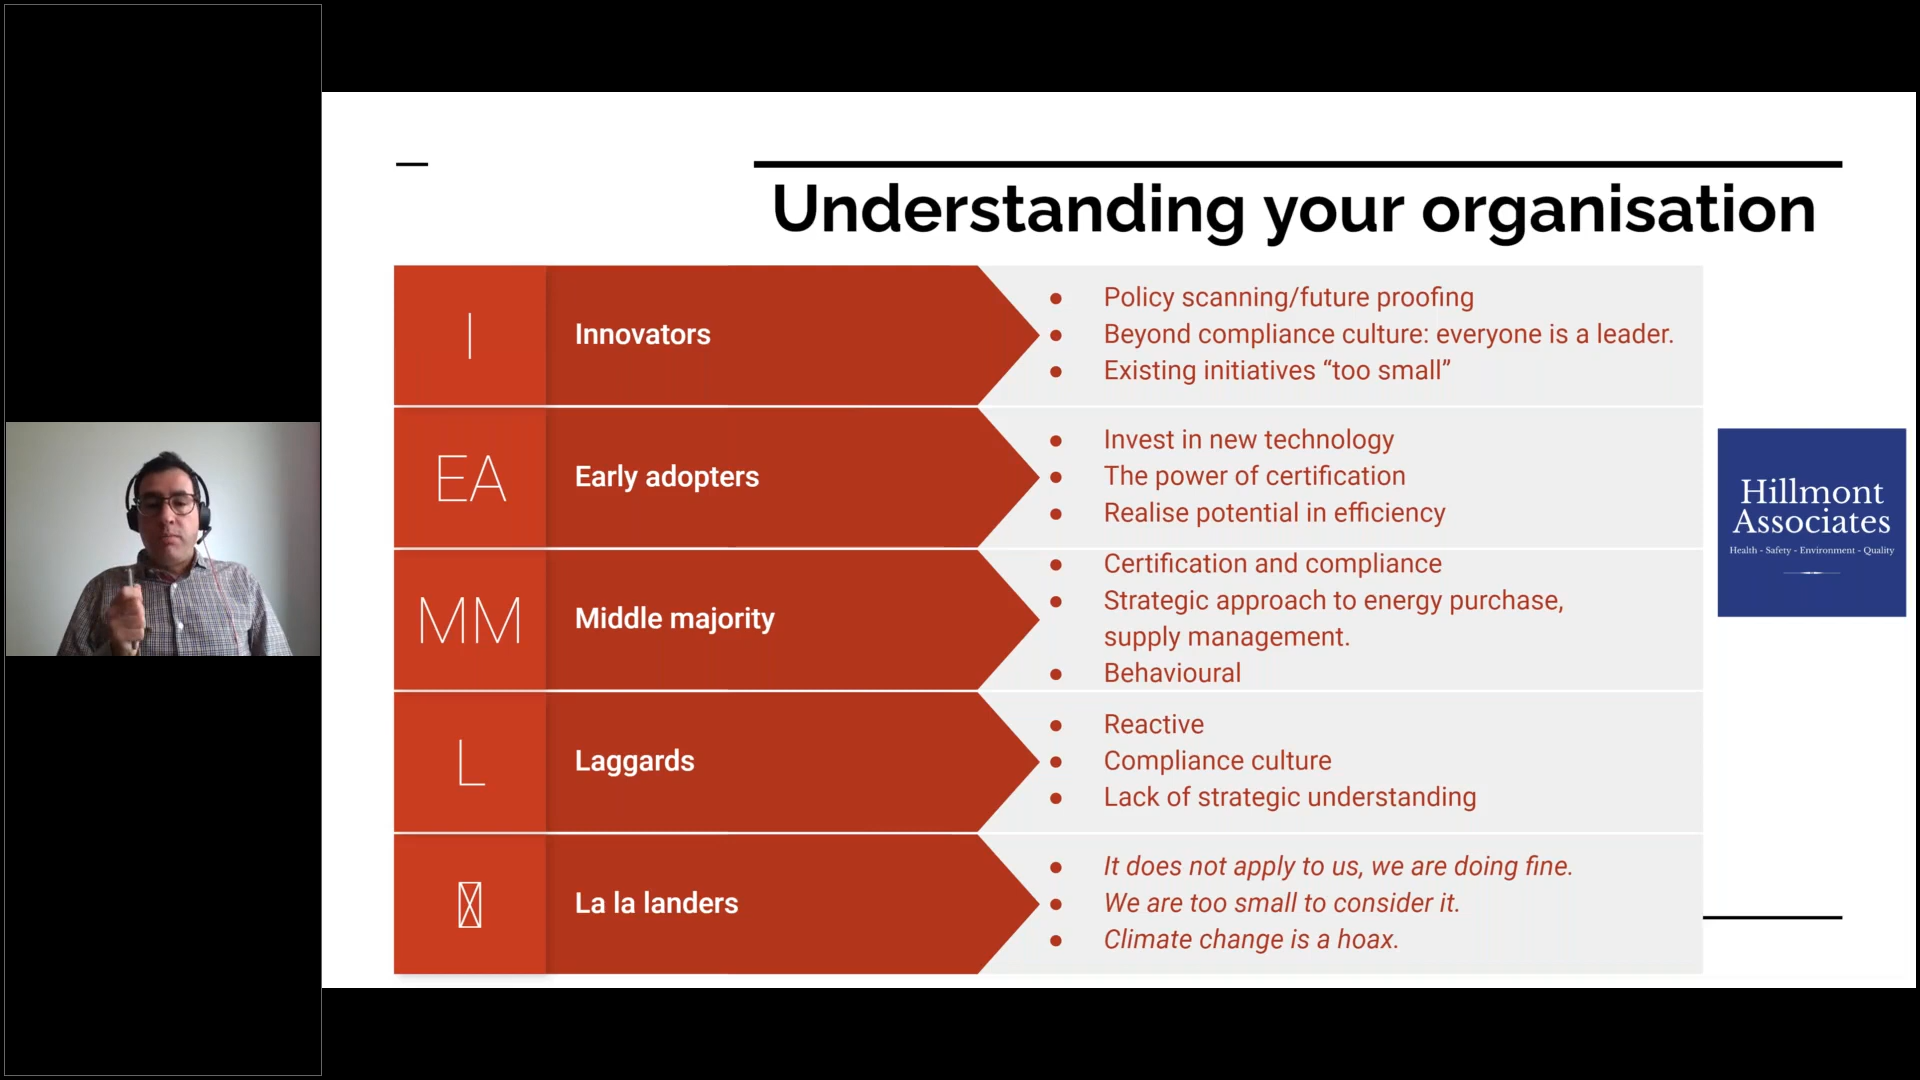 Understanding your organisation
I
Innovators
● Policy scanning/future proofing
● Beyond compliance culture: everyone is a leader.
● Existing initiatives “too small”
EA
Early adopters
● Invest in new technology
● The power of certification
● Realise potential in efficiency
MM
Middle majority
● Certification and compliance
● Strategic approach to energy purchase,
supply management.
● Behavioural
L
Laggards
● Reactive
● Compliance culture
● Lack of strategic understanding
La la landers
● It does not apply to us, we are doing fine.
● We are too small to consider it.
● Climate change is a hoax.
Hillmont
Associates
Health - Safety - Environment - Quality